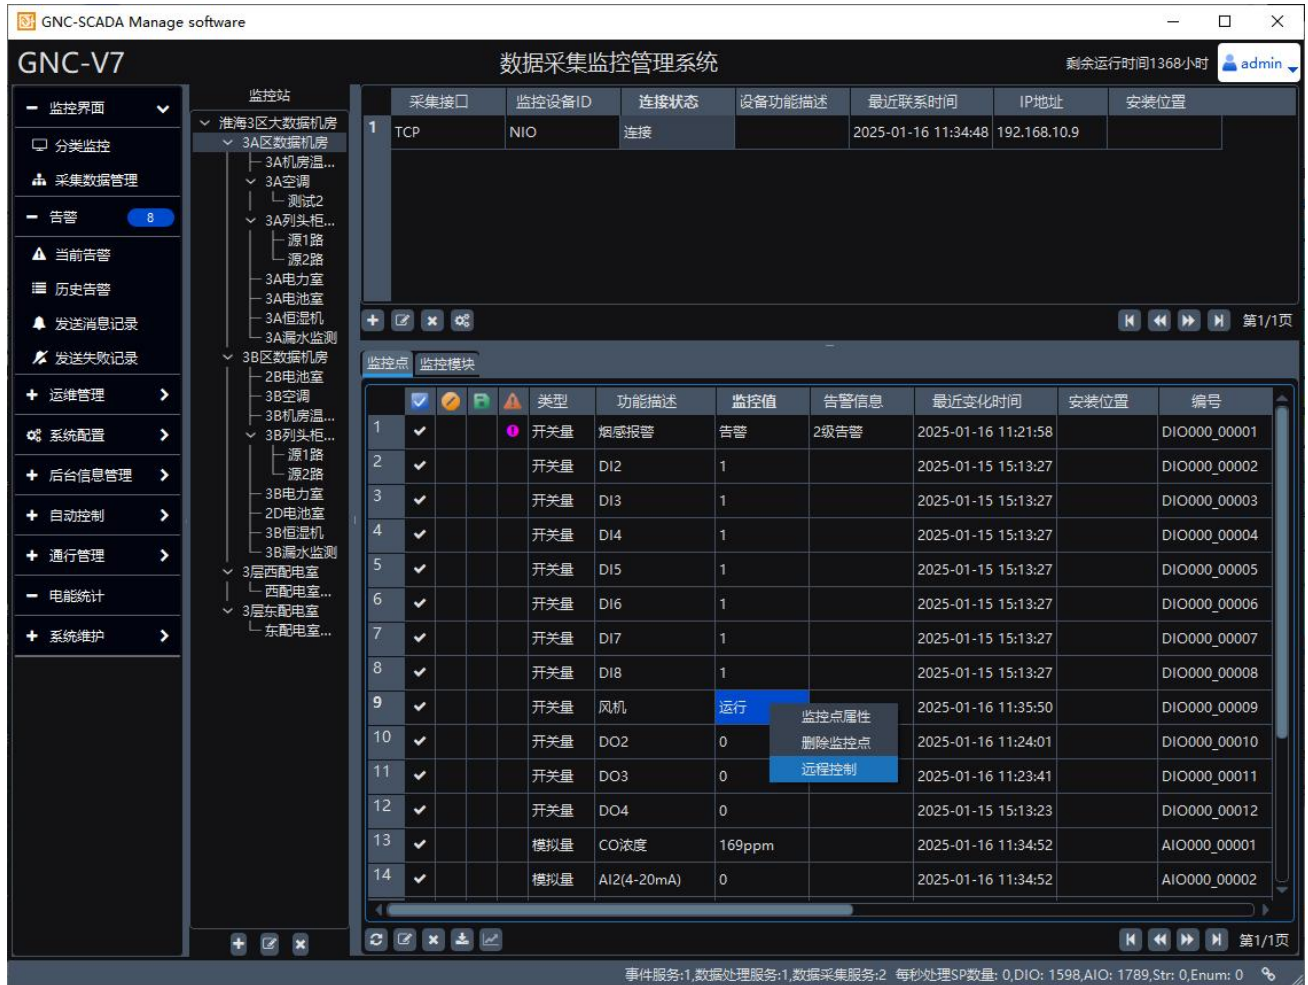 GNC-SCADA Manage software
GNC-V7
数据采集监控管理系统
剩余运行时间1368小时
admin
监控界面
分类监控
采集数据管理
告警 8
当前告警
历史告警
发送消息记录
发送失败记录
运维管理
系统配置
后台信息管理
自动控制
通行管理
电能统计
系统维护
监控站
淮海3区大数据机房
3A区数据机房
3A机房温...
3A空调
测试2
3A列头柜...
源1路
源2路
3A电力室
3A电池室
3A恒湿机
3A漏水监测
3B区数据机房
2B电池室
3B空调
3B机房温...
3B列头柜...
源1路
源2路
3B电力室
2D电池室
3B恒湿机
3B漏水监测
3层西配电室
西配电室...
3层东配电室
东配电室...
采集接口 监控设备ID 连接状态 设备功能描述 最近联系时间 IP地址 安装位置
1 TCP NIO 连接 2025-01-16 11:34:48 192.168.10.9
第1/1页
监控点 监控模块
类型 功能描述 监控值 告警信息 最近变化时间 安装位置 编号
1 开关量 烟感报警 告警 2级告警 2025-01-16 11:21:58 DIO000_00001
2 开关量 DI2 1 2025-01-15 15:13:27 DIO000_00002
3 开关量 DI3 1 2025-01-15 15:13:27 DIO000_00003
4 开关量 DI4 1 2025-01-15 15:13:27 DIO000_00004
5 开关量 DI5 1 2025-01-15 15:13:27 DIO000_00005
6 开关量 DI6 1 2025-01-15 15:13:27 DIO000_00006
7 开关量 DI7 1 2025-01-15 15:13:27 DIO000_00007
8 开关量 DI8 1 2025-01-15 15:13:27 DIO000_00008
9 开关量 风机 运行 2025-01-16 11:35:50 DIO000_00009
10 开关量 DO2 0 2025-01-16 11:24:01 DIO000_00010
11 开关量 DO3 0 2025-01-16 11:23:41 DIO000_00011
12 开关量 DO4 0 2025-01-15 15:13:23 DIO000_00012
13 模拟量 CO浓度 169ppm 2025-01-16 11:34:52 AIO000_00001
14 模拟量 AI2(4-20mA) 0 2025-01-16 11:34:52 AIO000_00002
监控点属性
删除监控点
远程控制
第1/1页
事件服务:1,数据处理服务:1,数据采集服务:2 每秒处理SP数量: 0,DIO: 1598,AIO: 1789,Str: 0,Enum: 0